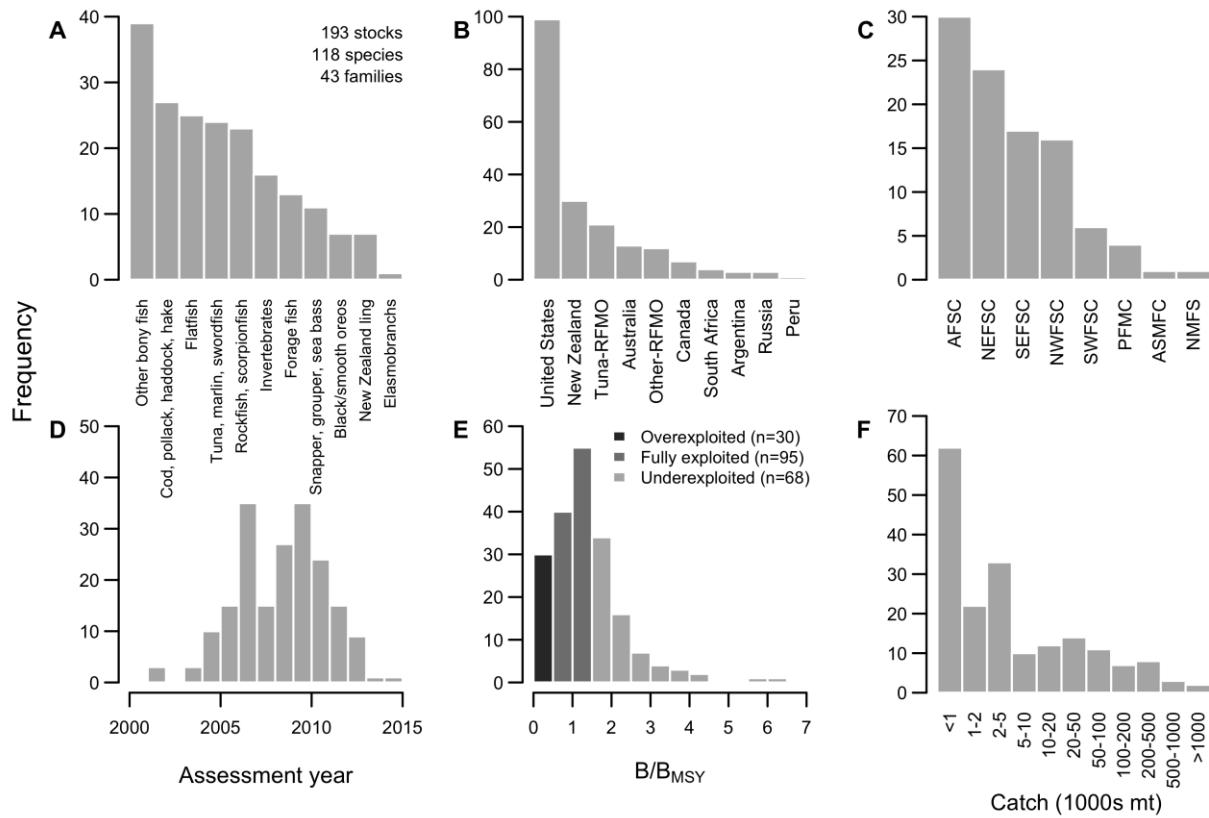 A
193 stocks
118 species
43 families
40
30
20
10
0
Other bony fish
Cod, pollack, haddock, hake
Flatfish
Tuna, marlin, swordfish
Rockfish, scorpionfish
Invertebrates
Forage fish
Snapper, grouper, sea bass
Black/smooth oreos
New Zealand ling
Elasmobranchs
B
100
80
60
40
20
0
United States
New Zealand
Tuna-RFMO
Australia
Other-RFMO
Canada
South Africa
Argentina
Russia
Peru
C
30
25
20
15
10
5
0
AFSC
NEFSC
SEFSC
NWFSC
SWFSC
PFMC
ASMFC
NMFS
Frequency
D
50
40
30
20
10
0
2000 2005 2010 2015
Assessment year
E
60
50
40
30
20
10
0
Overexploited (n=30)
Fully exploited (n=95)
Underexploited (n=68)
0 1 2 3 4 5 6 7
B/BMSY
F
70
60
50
40
30
20
10
0
<1
1-2
2-5
5-10
10-20
20-50
50-100
100-200
200-500
500-1000
>1000
Catch (1000s mt)